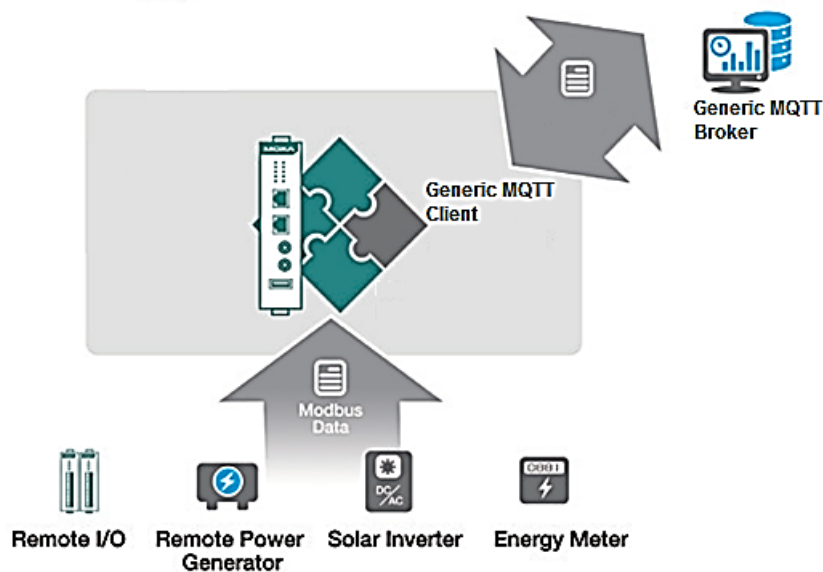 Generic MQTT
Broker
MOXA
Generic MQTT
Client
Modbus
Data
DC/AC
Remote I/O
Remote Power
Generator
Solar Inverter
Energy Meter